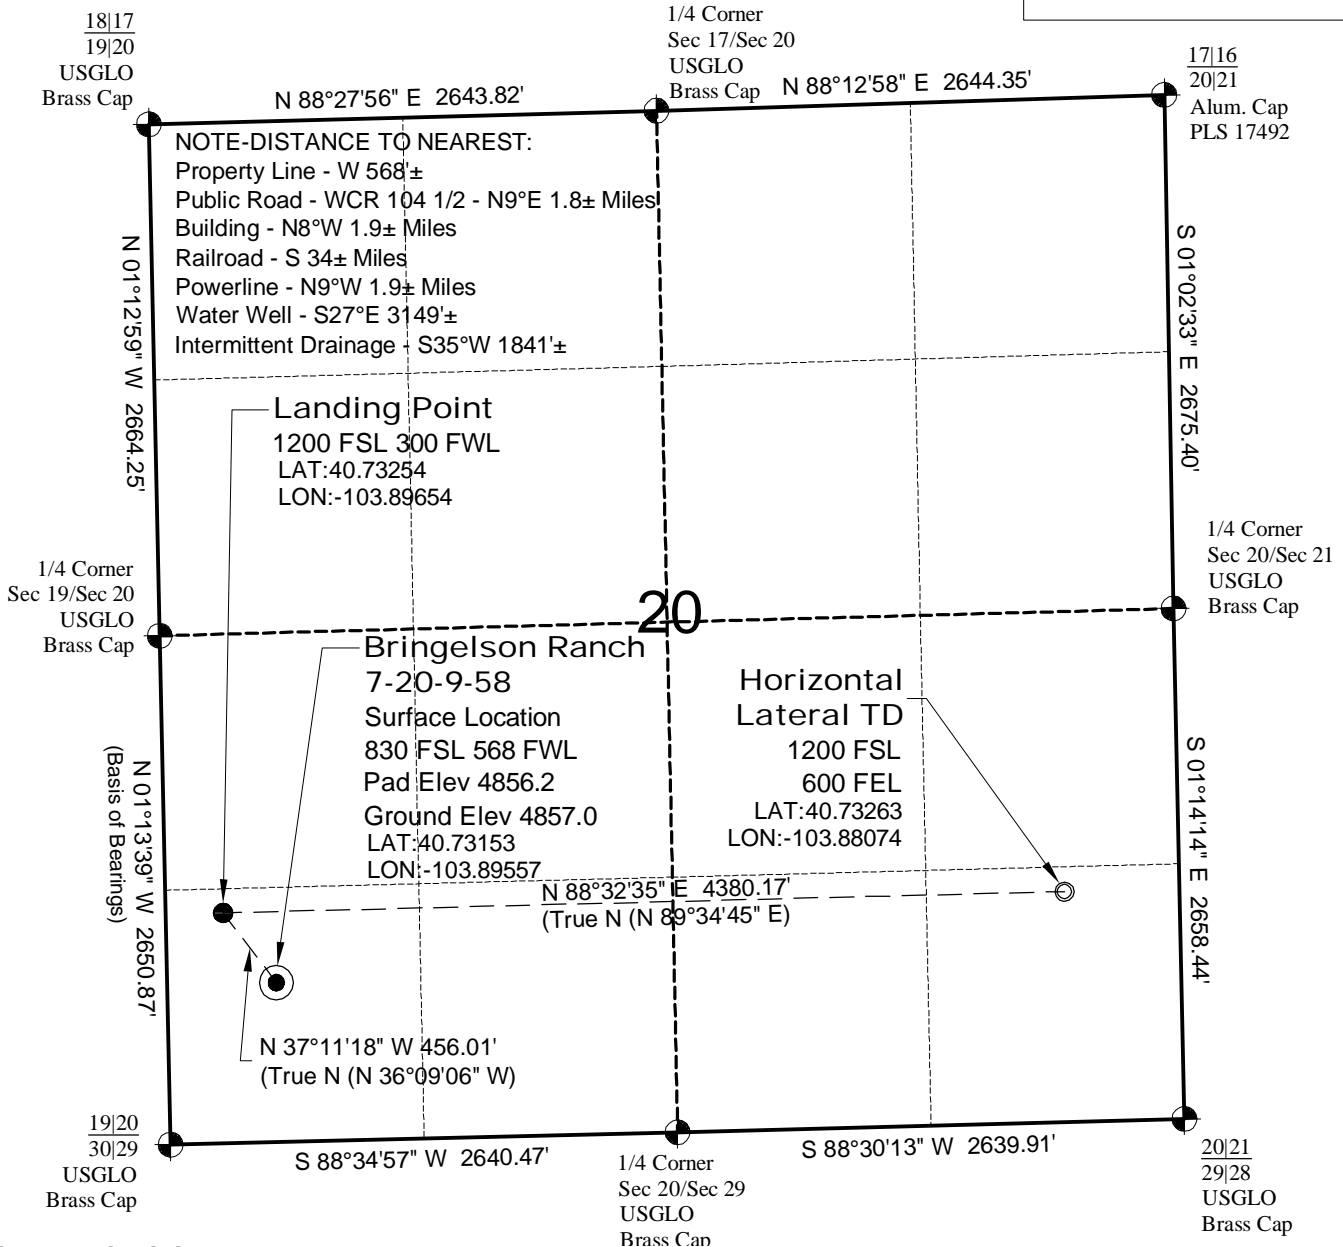 18|17
19|20
USGLO
Brass Cap
1/4 Corner
Sec 17/Sec 20
USGLO
Brass Cap
17|16
20|21
Alum. Cap
PLS 17492
N 88°27'56" E 2643.82'
N 88°12'58" E 2644.35'
NOTE-DISTANCE TO NEAREST:
Property Line - W 568'±
Public Road - WCR 104 1/2 - N9°E 1.8± Miles
Building - N8°W 1.9± Miles
Railroad - S 34± Miles
Powerline - N9°W 1.9± Miles
Water Well - S27°E 3149'±
Intermittent Drainage - S35°W 1841'±
N 01°12'59" W 2664.25'
S 01°02'33" E 2675.40'
Landing Point
1200 FSL 300 FWL
LAT:40.73254
LON:-103.89654
1/4 Corner
Sec 19/Sec 20
USGLO
Brass Cap
1/4 Corner
Sec 20/Sec 21
USGLO
Brass Cap
20
Bringelson Ranch
7-20-9-58
Surface Location
830 FSL 568 FWL
Pad Elev 4856.2
Ground Elev 4857.0
LAT:40.73153
LON:-103.89557
Horizontal
Lateral TD
1200 FSL
600 FEL
LAT:40.73263
LON:-103.88074
N 01°13'39" W 2650.87'
(Basis of Bearings)
S 01°14'14" E 2658.44'
N 88°32'35" E 4380.17'
(True N (N 89°34'45" E)
N 37°11'18" W 456.01'
(True N (N 36°09'06" W)
19|20
30|29
USGLO
Brass Cap
S 88°34'57" W 2640.47'
1/4 Corner
Sec 20/Sec 29
USGLO
Brass Cap
S 88°30'13" W 2639.91'
20|21
29|28
USGLO
Brass Cap